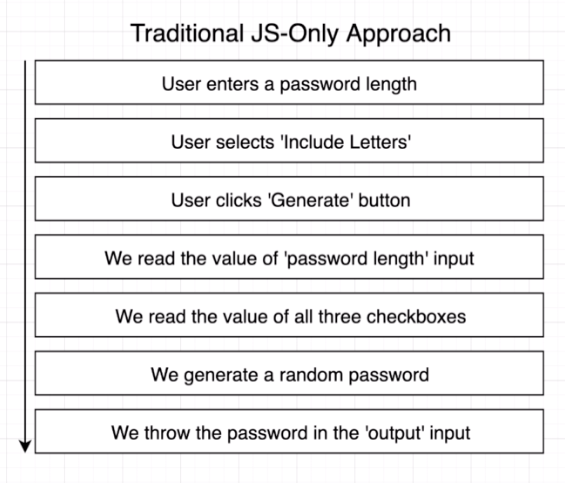 Traditional JS-Only Approach
User enters a password length
User selects 'Include Letters'
User clicks 'Generate' button
We read the value of 'password length' input
We read the value of all three checkboxes
We generate a random password
We throw the password in the 'output' input